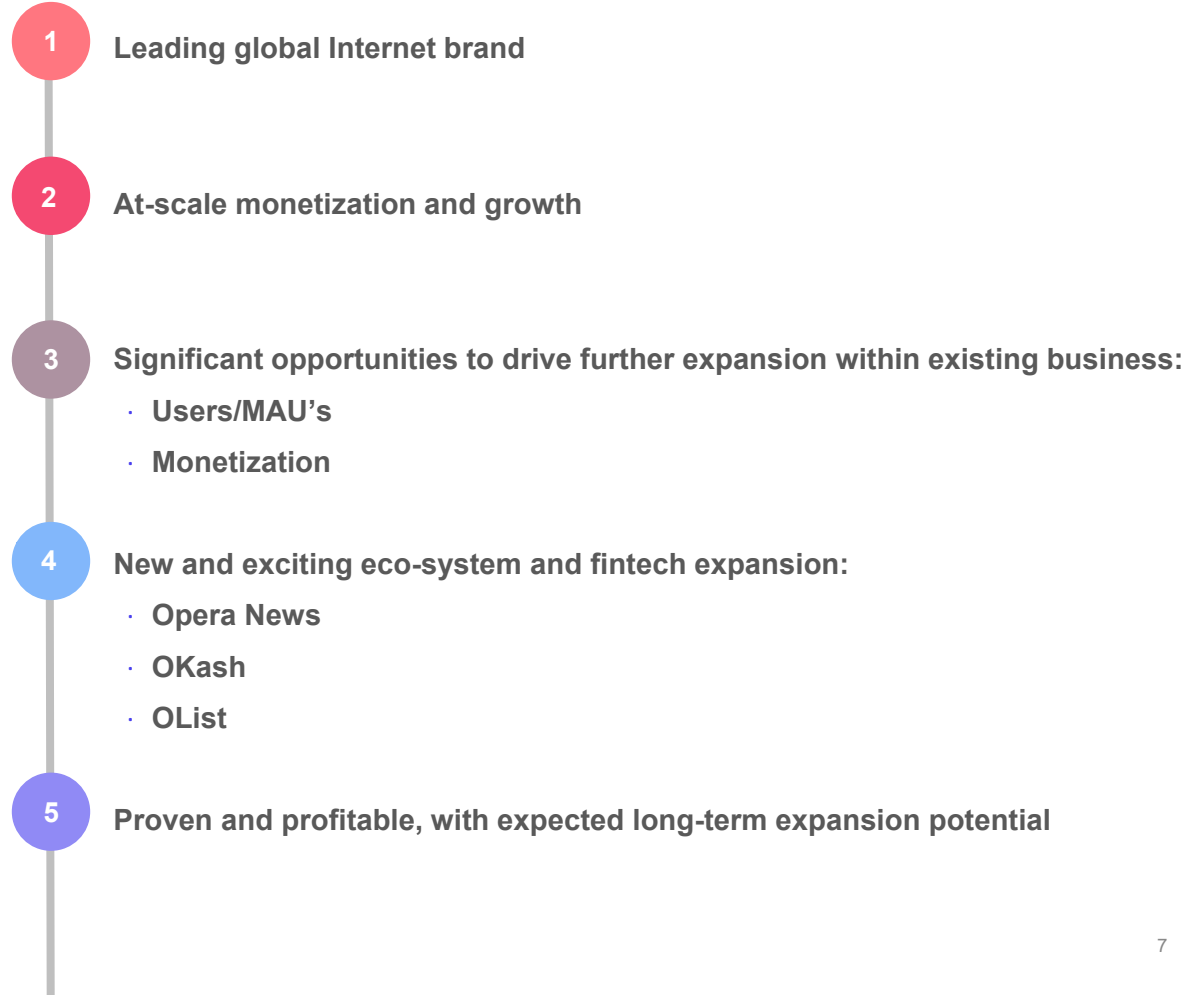 1
Leading global Internet brand
2
At-scale monetization and growth
3
Significant opportunities to drive further expansion within existing business:
· Users/MAU’s
· Monetization
4
New and exciting eco-system and fintech expansion:
· Opera News
· OKash
· OList
5
Proven and profitable, with expected long-term expansion potential
7